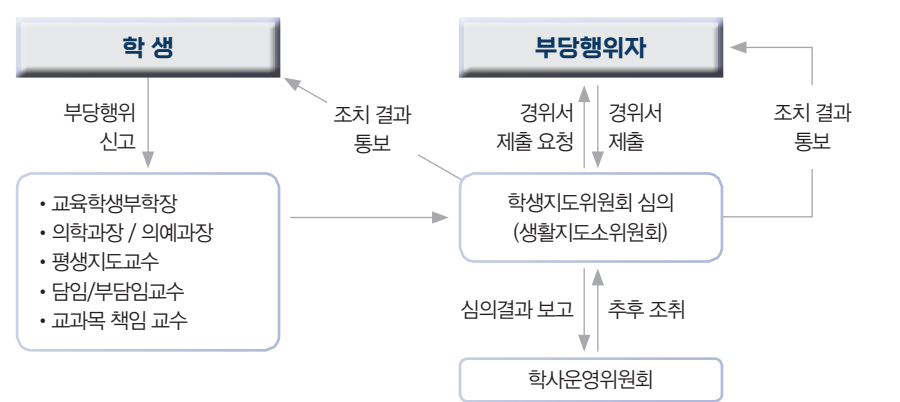 학 생
부당행위자
부당행위
신고
조치 결과
통보
경위서
제출 요청
경위서
제출
조치 결과
통보
• 교육학생부학장
• 의학과장 / 의예과장
• 평생지도교수
• 담임/부담임교수
• 교과목 책임 교수
학생지도위원회 심의
(생활지도소위원회)
심의결과 보고
추후 조취
학사운영위원회